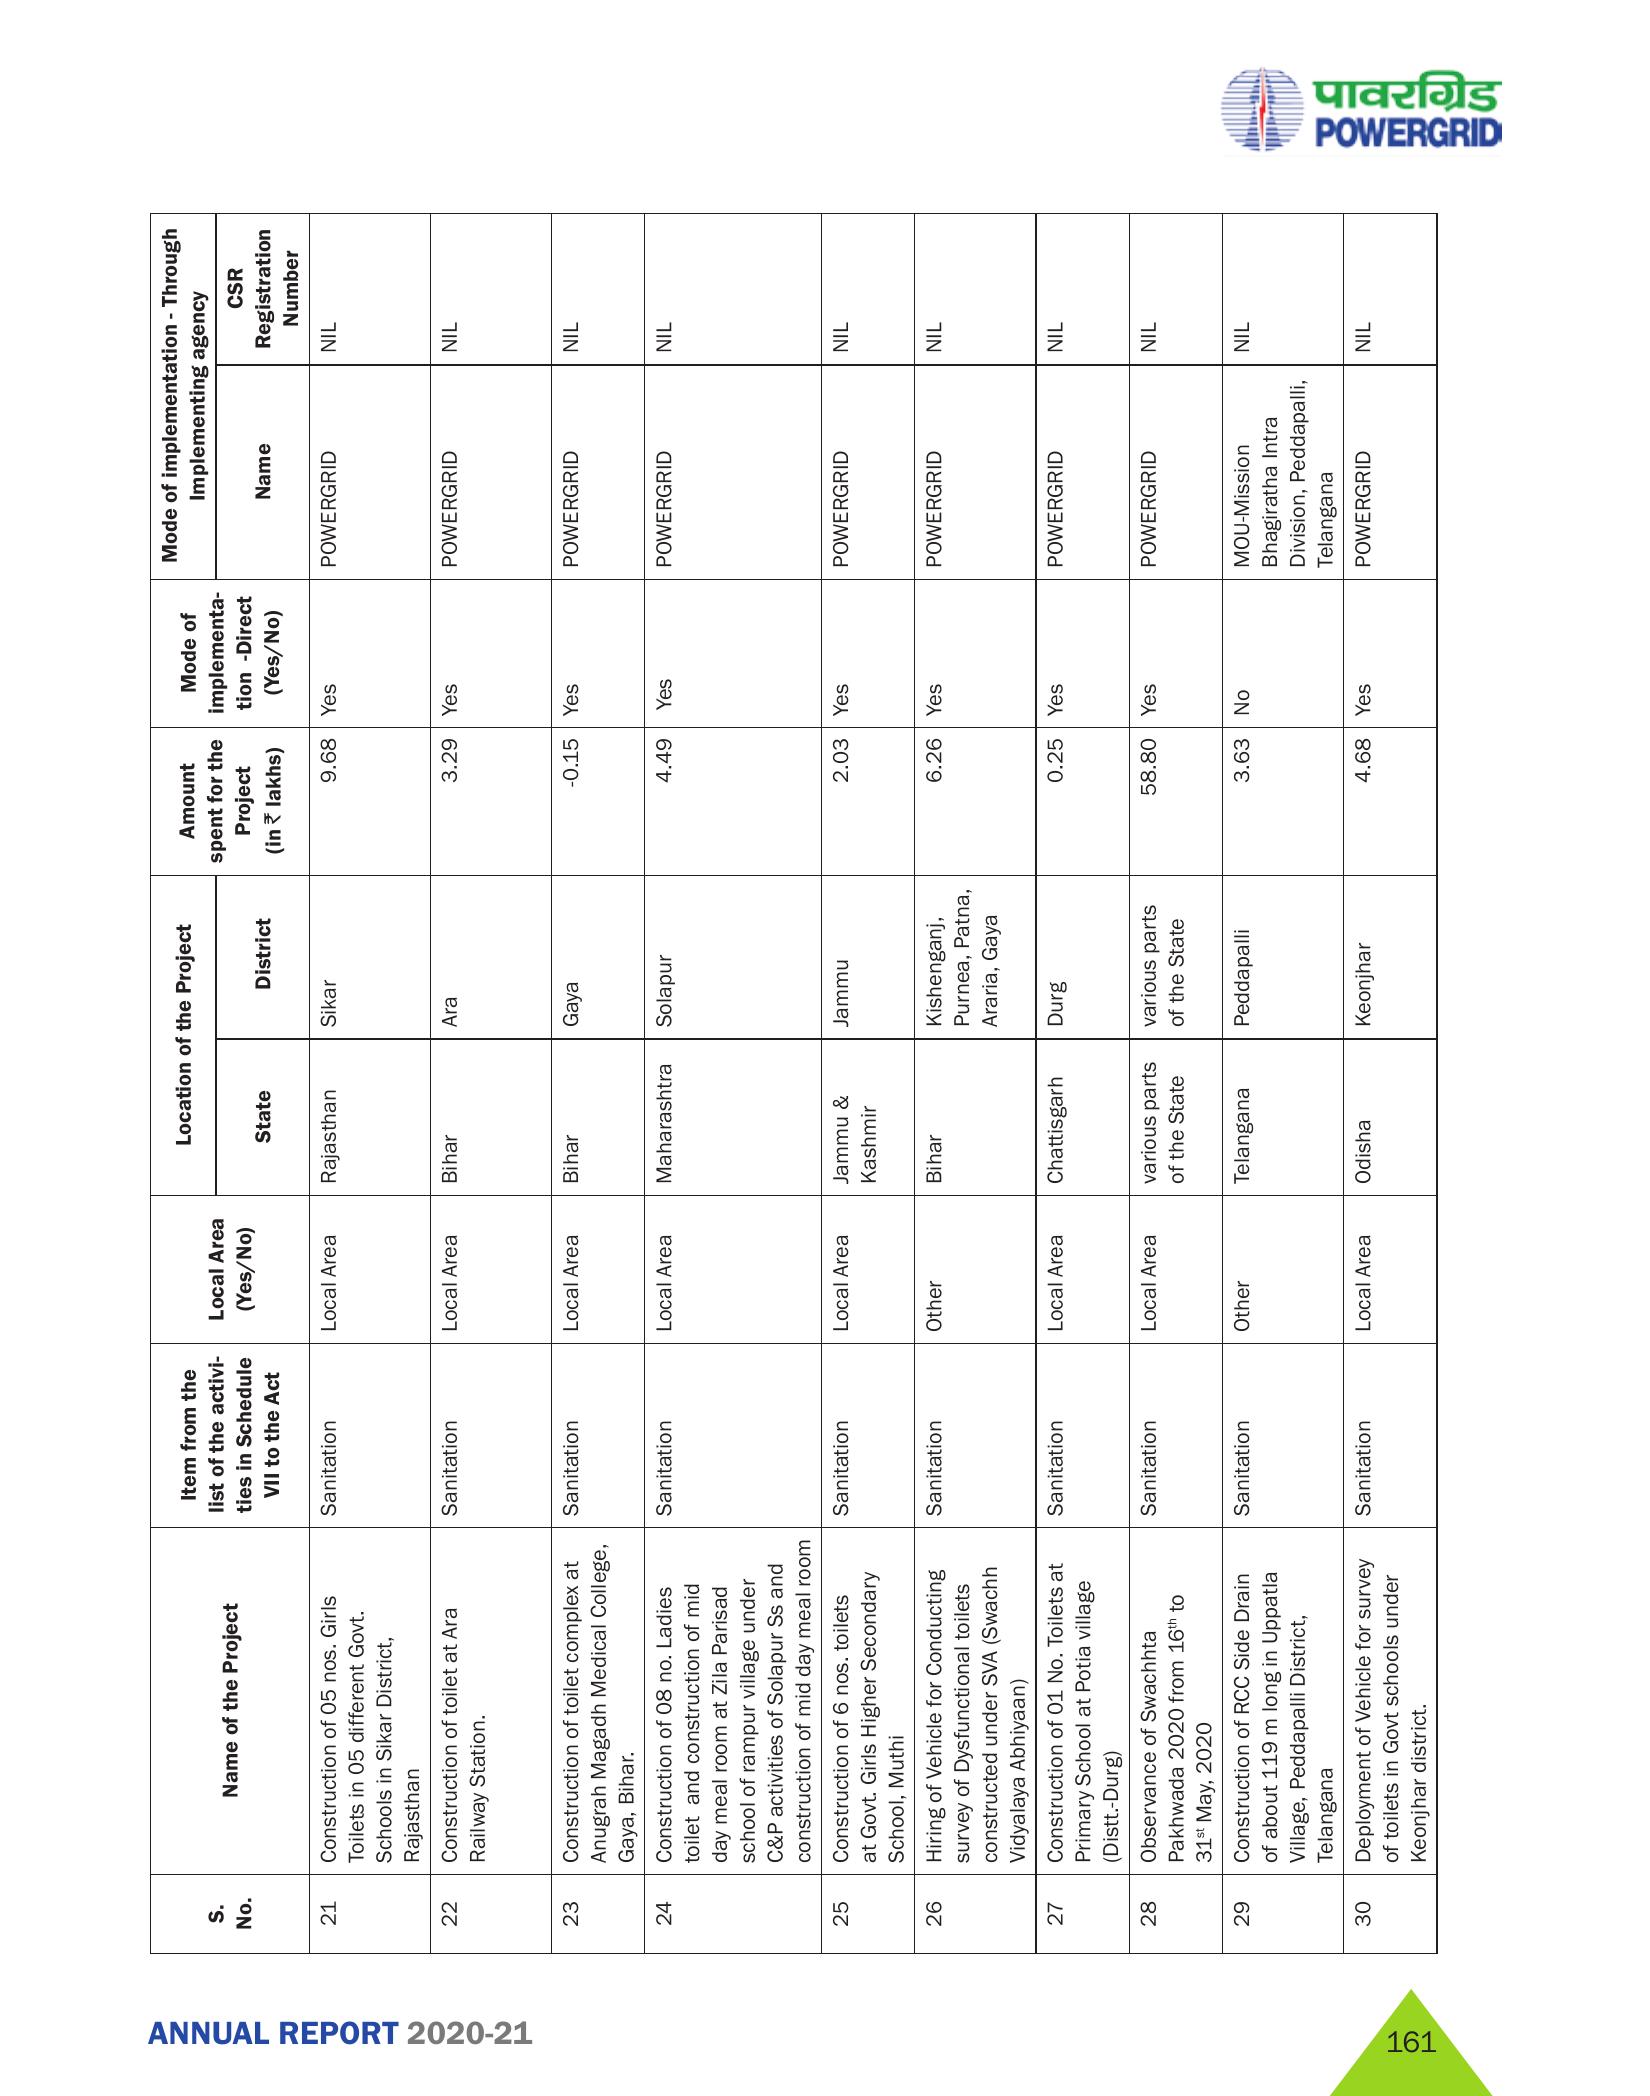 पावरग्रिड
POWERGRID
S.
No.
Name of the Project
Item from the
list of the activi-
ties in Schedule
VII to the Act
Local Area
(Yes/No)
Location of the Project
State
District
Amount
spent for the
Project
(in ₹ lakhs)
Mode of
implementa-
tion -Direct
(Yes/No)
Mode of implementation - Through
Implementing agency
Name
CSR
Registration
Number
21
Construction of 05 nos. Girls
Toilets in 05 different Govt.
Schools in Sikar District,
Rajasthan
Sanitation
Local Area
Rajasthan
Sikar
9.68
Yes
POWERGRID
NIL
22
Construction of toilet at Ara
Railway Station.
Sanitation
Local Area
Bihar
Ara
3.29
Yes
POWERGRID
NIL
23
Construction of toilet complex at
Anugrah Magadh Medical College,
Gaya, Bihar.
Sanitation
Local Area
Bihar
Gaya
-0.15
Yes
POWERGRID
NIL
24
Construction of 08 no. Ladies
toilet and construction of mid
day meal room at Zila Parisad
school of rampur village under
C&P activities of Solapur Ss and
construction of mid day meal room
Sanitation
Local Area
Maharashtra
Solapur
4.49
Yes
POWERGRID
NIL
25
Construction of 6 nos. toilets
at Govt. Girls Higher Secondary
School, Muthi
Sanitation
Local Area
Jammu &
Kashmir
Jammu
2.03
Yes
POWERGRID
NIL
26
Hiring of Vehicle for Conducting
survey of Dysfunctional toilets
constructed under SVA (Swachh
Vidyalaya Abhiyaan)
Sanitation
Other
Bihar
Kishenganj,
Purnea, Patna,
Araria, Gaya
6.26
Yes
POWERGRID
NIL
27
Construction of 01 No. Toilets at
Primary School at Potia village
(Distt.-Durg)
Sanitation
Local Area
Chattisgarh
Durg
0.25
Yes
POWERGRID
NIL
28
Observance of Swachhta
Pakhwada 2020 from 16th to
31st May, 2020
Sanitation
Local Area
various parts
of the State
various parts
of the State
58.80
Yes
POWERGRID
NIL
29
Construction of RCC Side Drain
of about 119 m long in Uppatla
Village, Peddapalli District,
Telangana
Sanitation
Other
Telangana
Peddapalli
3.63
No
MOU-Mission
Bhagiratha Intra
Division, Peddapalli,
Telangana
NIL
30
Deployment of Vehicle for survey
of toilets in Govt schools under
Keonjhar district.
Sanitation
Local Area
Odisha
Keonjhar
4.68
Yes
POWERGRID
NIL
ANNUAL REPORT 2020-21
161